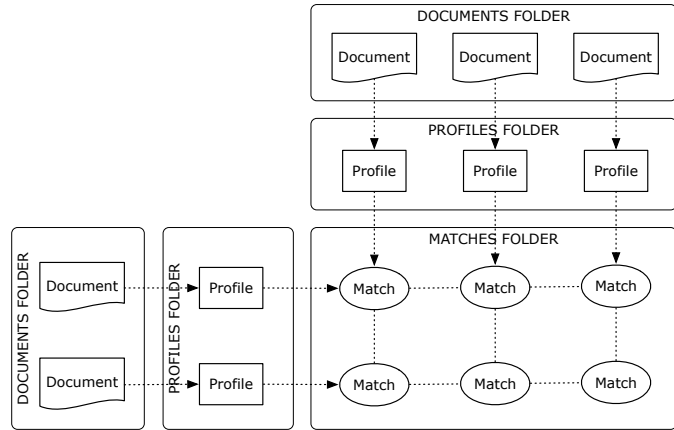 DOCUMENTS FOLDER
Document Document Document
PROFILES FOLDER
Profile Profile Profile
DOCUMENTS FOLDER
PROFILES FOLDER
MATCHES FOLDER
Document Profile Match Match Match
Document Profile Match Match Match